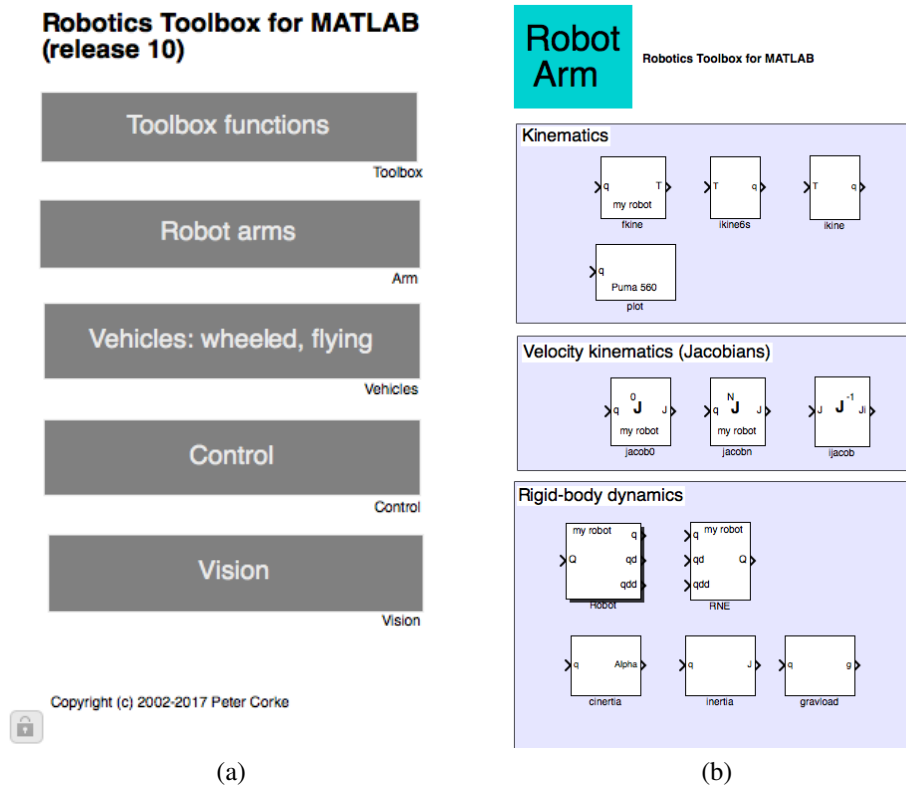 Robotics Toolbox for MATLAB
(release 10)
Toolbox functions
Toolbox
Robot arms
Arm
Vehicles: wheeled, flying
Vehicles
Control
Control
Vision
Vision
Copyright (c) 2002-2017 Peter Corke
(a)
Robot
Arm
Robotics Toolbox for MATLAB
Kinematics
q T
my robot
fkine
T q
ikine6s
T q
ikine
q
Puma 560
plot
Velocity kinematics (Jacobians)
0
q J J
my robot
jacob0
N
q J J
my robot
jacobn
J J -1 Ji
ijacob
Rigid-body dynamics
my robot
q
Q qd
qdd
Robot
my robot
q
qd Q
qdd
RNE
q Alpha
cinertia
q J
inertia
q g
gravload
(b)